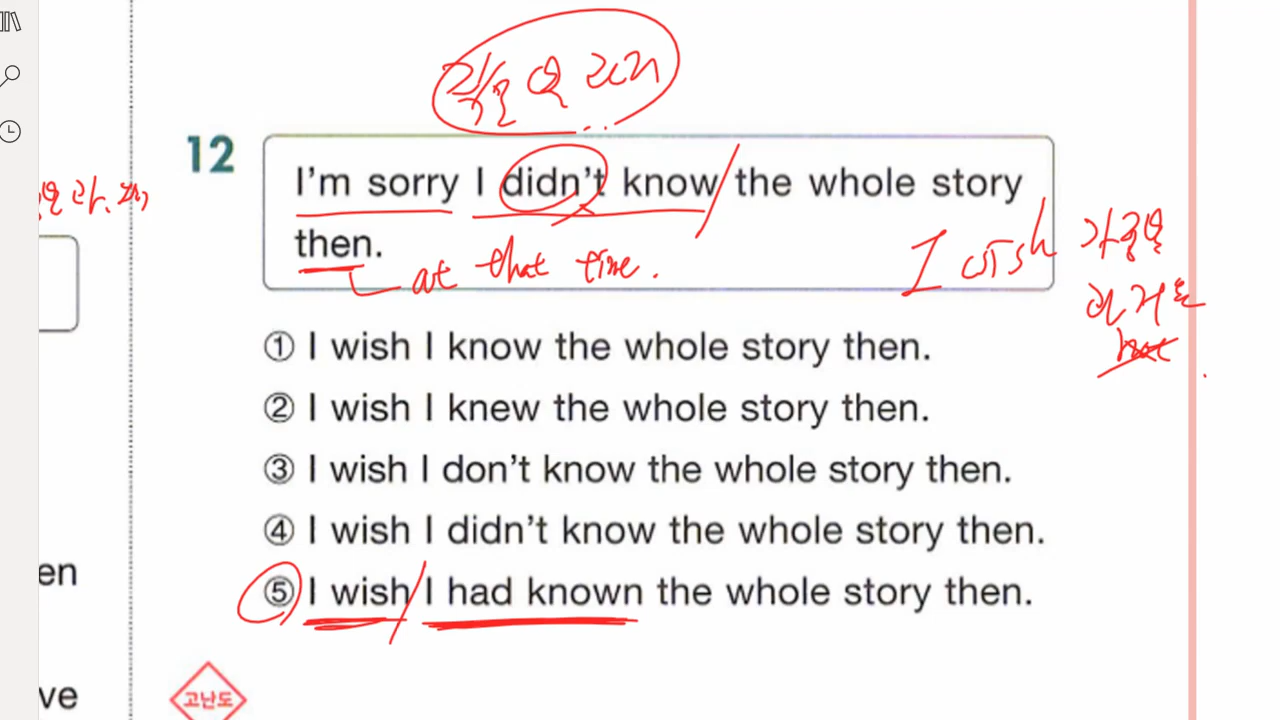 12
I'm sorry I didn't know the whole story
then.
at that time.
I wish 가정법
과거완
① I wish I know the whole story then.
② I wish I knew the whole story then.
③ I wish I don't know the whole story then.
④ I wish I didn't know the whole story then.
⑤ I wish I had known the whole story then.
en
고난도
ve